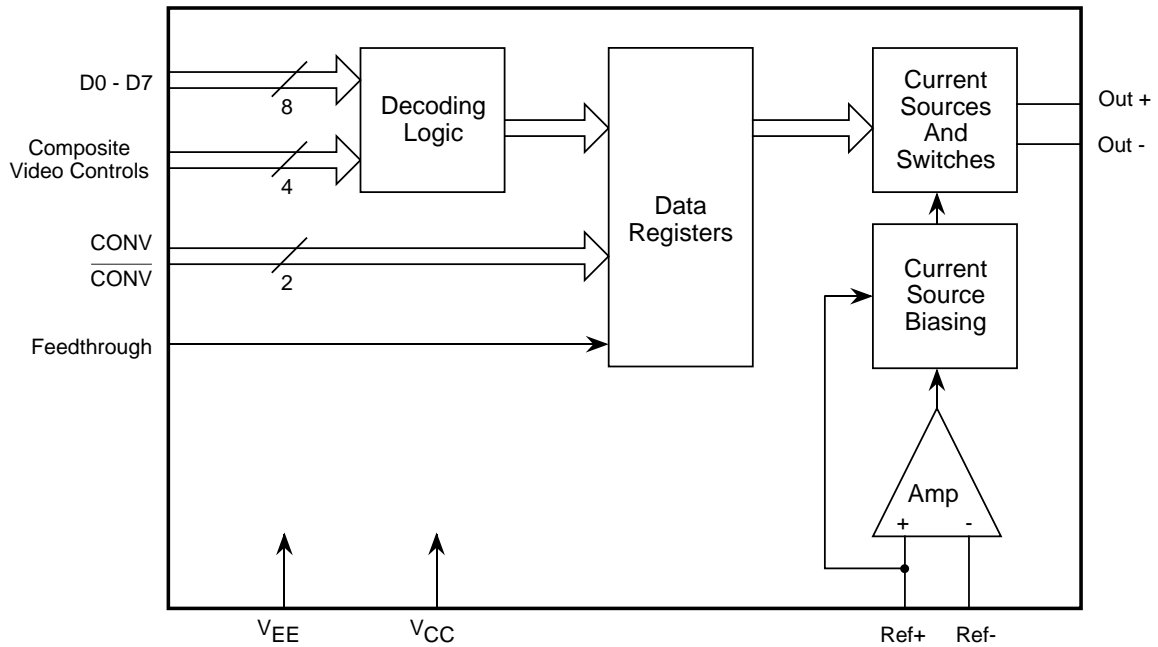 D0 - D7
8
Composite
Video Controls
4
Decoding
Logic
CONV
CONV
2
Feedthrough
Data
Registers
Current
Sources
And
Switches
Out +
Out -
Current
Source
Biasing
Amp
+ -
VEE
VCC
Ref+
Ref-